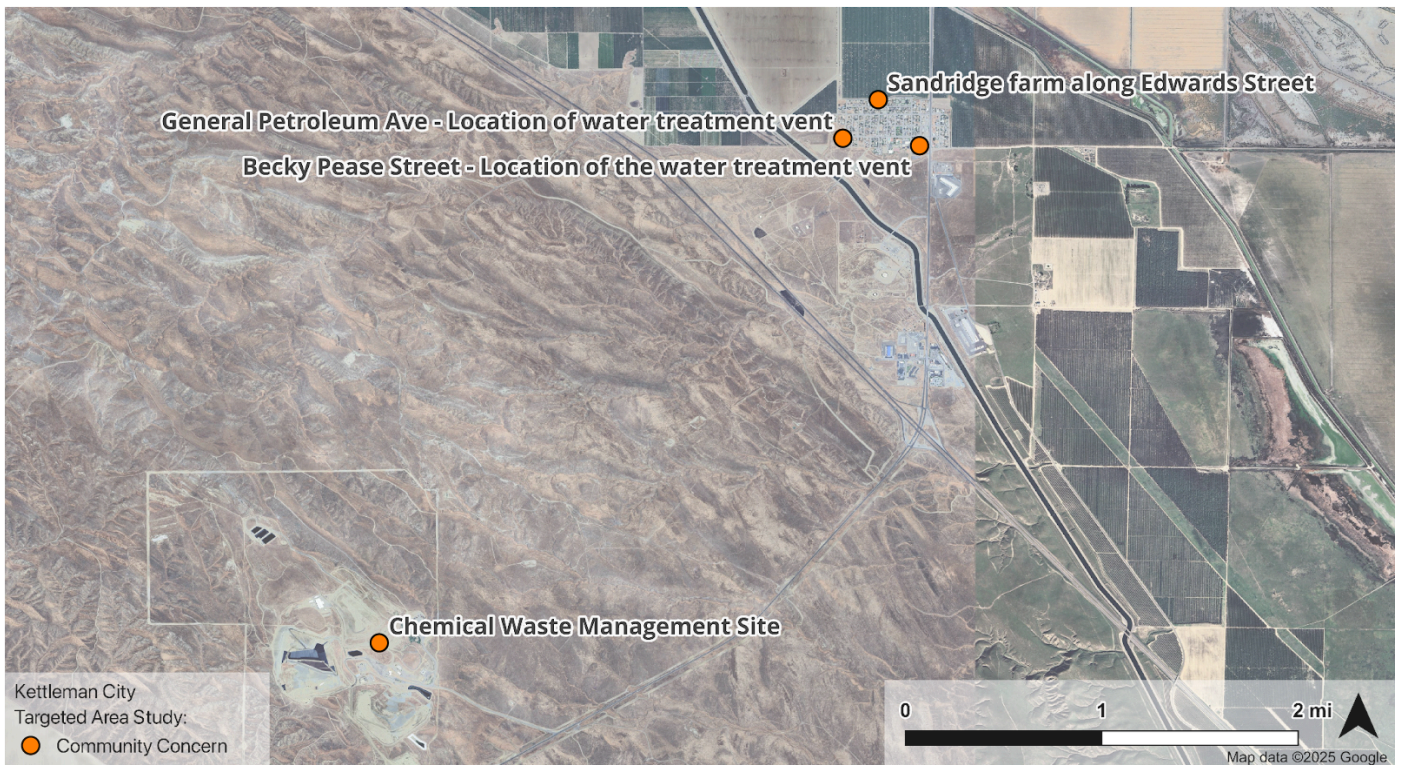 Sandridge farm along Edwards Street
General Petroleum Ave - Location of water treatment vent
Becky Pease Street - Location of the water treatment vent
Chemical Waste Management Site
Kettleman City
Targeted Area Study:
Community Concern
0 1 2 mi
Map data ©2025 Google